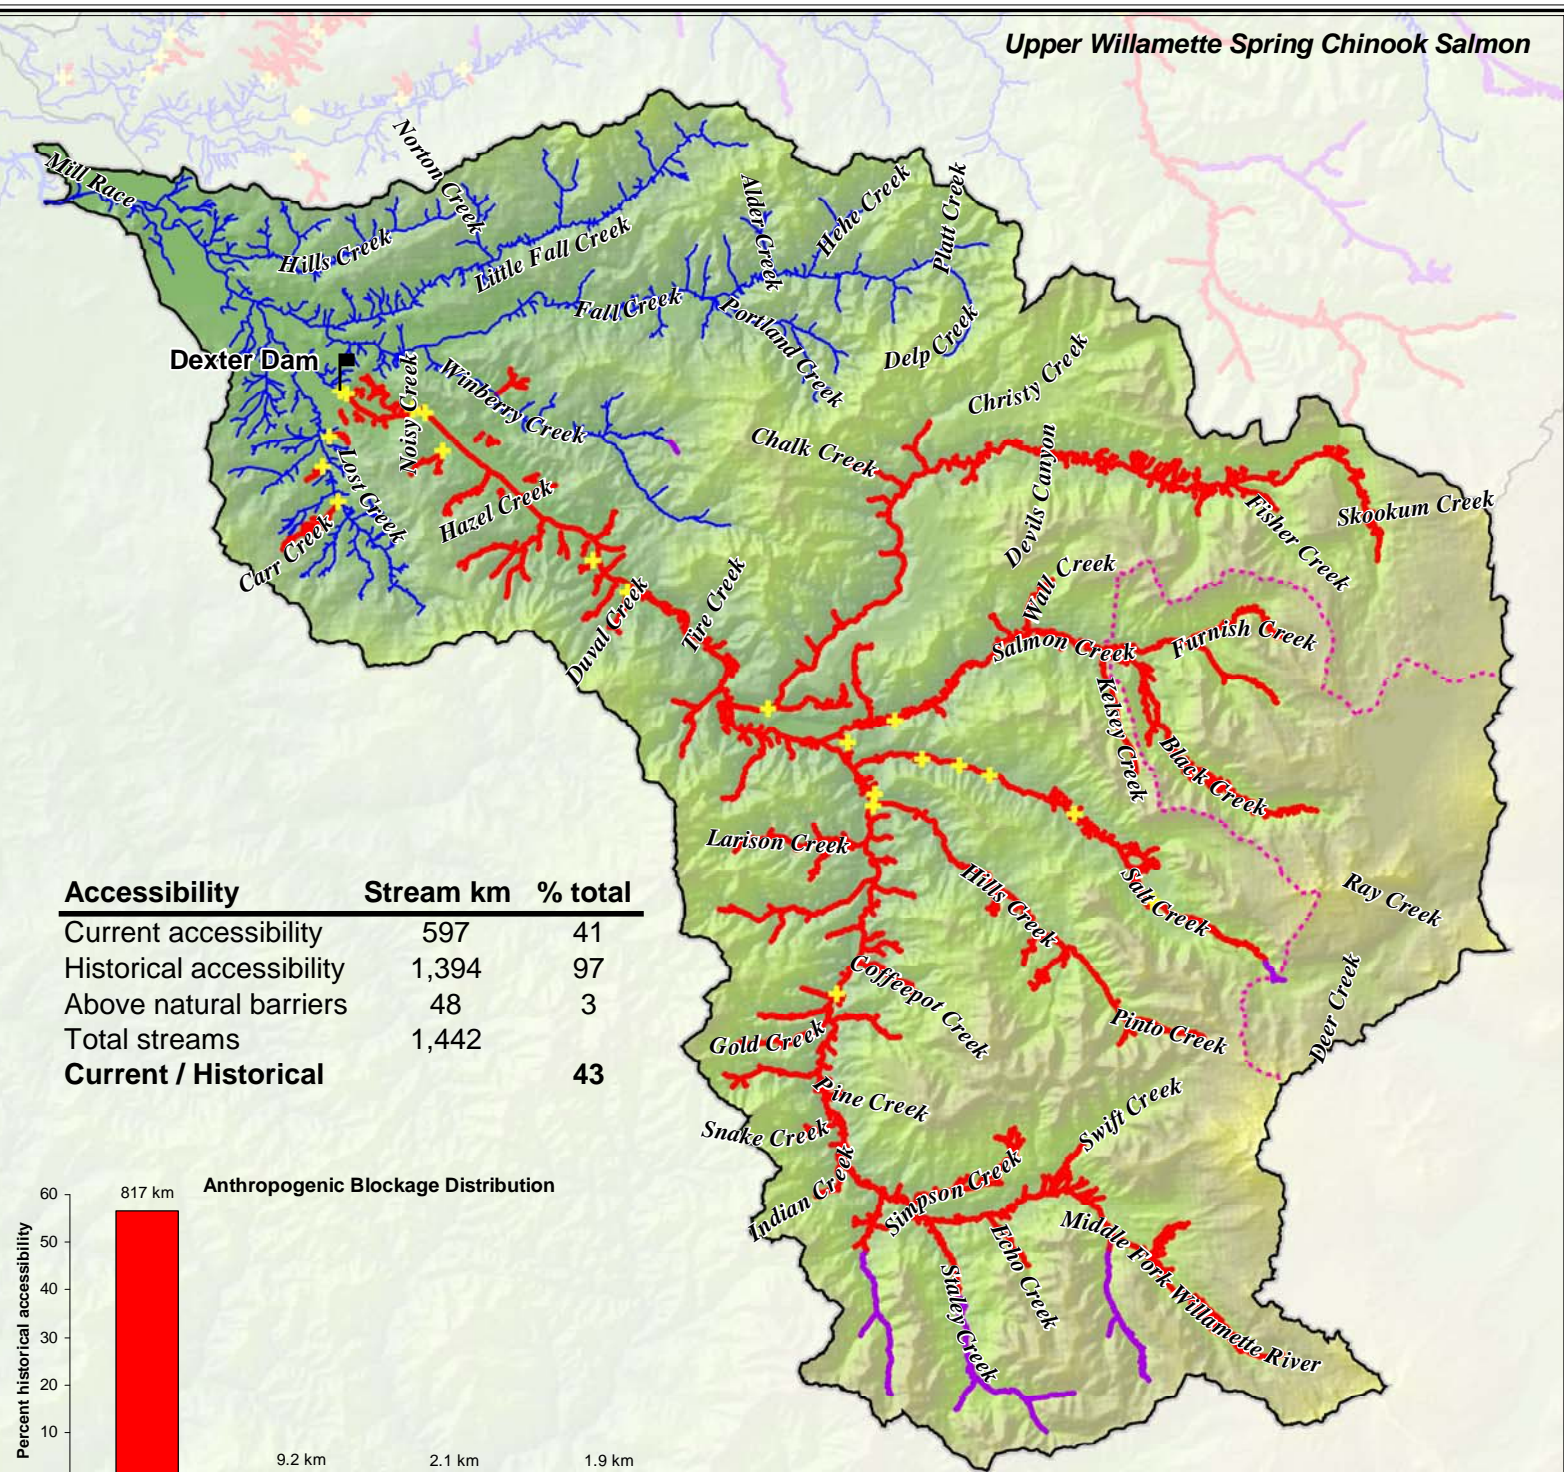 Upper Willamette Spring Chinook Salmon
Mill Race
Norton Creek
Hills Creek
Little Fall Creek
Alder Creek
Hehe Creek
Platt Creek
Fall Creek
Portland Creek
Delp Creek
Dexter Dam
Noisy Creek
Winberry Creek
Christy Creek
Chalk Creek
Devils Canyon
Lost Creek
Hazel Creek
Carr Creek
Skookum Creek
Fisher Creek
Wall Creek
Duval Creek
Tire Creek
Salmon Creek
Furnish Creek
Kelsey Creek
Black Creek
Larison Creek
Hills Creek
Salt Creek
Ray Creek
Coffeepot Creek
Deer Creek
Gold Creek
Pinto Creek
Pine Creek
Snake Creek
Swift Creek
Indian Creek
Simpson Creek
Echo Creek
Middle Fork Willamette River
Staley Creek
Accessibility Stream km % total
Current accessibility 597 41
Historical accessibility 1,394 97
Above natural barriers 48 3
Total streams 1,442
Current / Historical 43
Anthropogenic Blockage Distribution
Percent historical accessibility
60
50
40
30
20
10
817 km
9.2 km
2.1 km
1.9 km